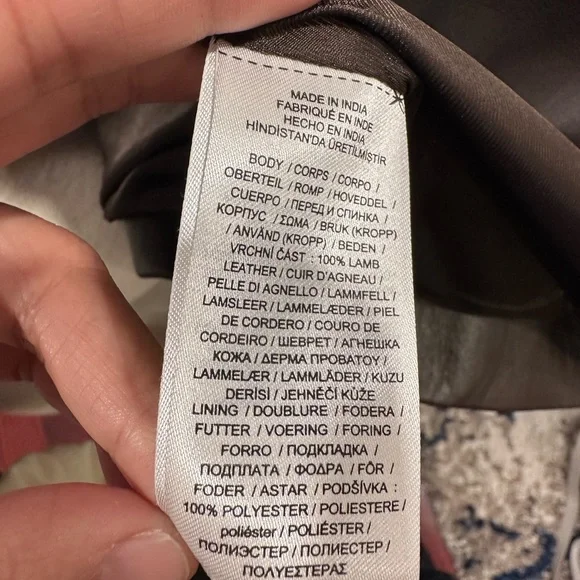 MADE IN INDIA
FABRIQUÉ EN INDE
HECHO EN INDIA
HİNDİSTAN'DA ÜRETİLMİŞTİR
BODY / CORPS / CORPO /
OBERTEIL / ROMP / HOVEDDEL /
CUERPO / ПЕРЕД И СПИНКА /
КОРПУС / ΣΩΜΑ / BRUK (KROPP)
/ ANVÄND (KROPP) / BEDEN /
VRCHNÍ ČÁST : 100% LAMB
LEATHER / CUIR D'AGNEAU /
PELLE DI AGNELLO / LAMMFELL /
LAMSLEER / LAMMELÆDER / PIEL
DE CORDERO / COURO DE
CORDEIRO / ШЕВРЕТ / АГНЕШКА
КОЖА / ΔΕΡΜΑ ΠΡΟΒΑΤΟΥ /
LAMMELÆR / LAMMLÄDER / KUZU
DERİSİ / JEHNĚČÍ KŮŽE
LINING / DOUBLURE / FODERA /
FUTTER / VOERING / FORING /
FORRO / ПОДКЛАДКА /
ПОДПЛАТА / ΦΟΔΡΑ / FÔR /
FODER / ASTAR / PODŠÍVKA :
100% POLYESTER / POLIESTERE /
poliéster / POLIÉSTER /
ПОЛИЭСТЕР / ПОЛИЕСТЕР /
ΠΟΛΥΕΣΤΕΡΑΣ